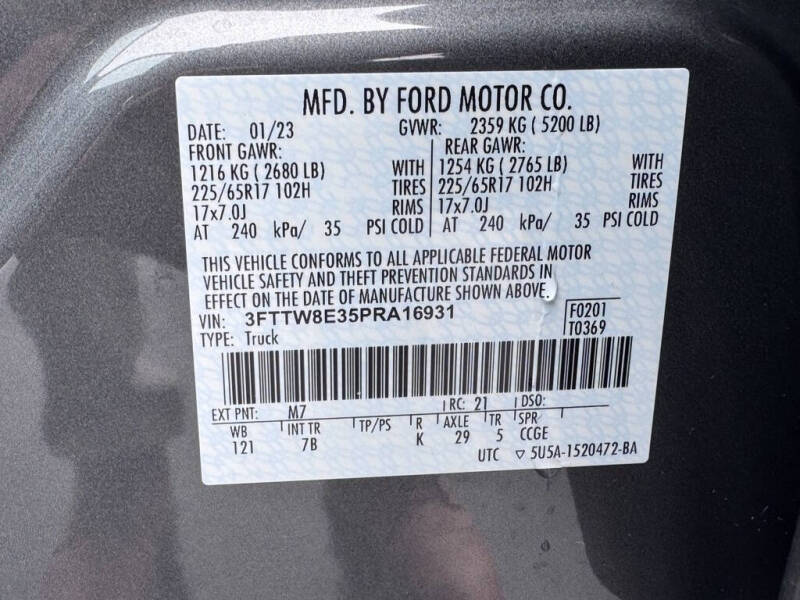 MFD. BY FORD MOTOR CO.
DATE: 01/23 GVWR: 2359 KG ( 5200 LB)
FRONT GAWR: REAR GAWR:
1216 KG ( 2680 LB) WITH 1254 KG ( 2765 LB) WITH
225/65R17 102H TIRES 225/65R17 102H TIRES
17x7.0J RIMS 17x7.0J RIMS
AT 240 kPa/ 35 PSI COLD AT 240 kPa/ 35 PSI COLD
THIS VEHICLE CONFORMS TO ALL APPLICABLE FEDERAL MOTOR
VEHICLE SAFETY AND THEFT PREVENTION STANDARDS IN
EFFECT ON THE DATE OF MANUFACTURE SHOWN ABOVE.
VIN: 3FTTW8E35PRA16931 F0201
TYPE: Truck T0369
EXT PNT: M7 RC: 21 DSO:
WB INT TR TP/PS R AXLE TR SPR
121 7B K 29 5 CCGE
UTC ▽ 5U5A-1520472-BA